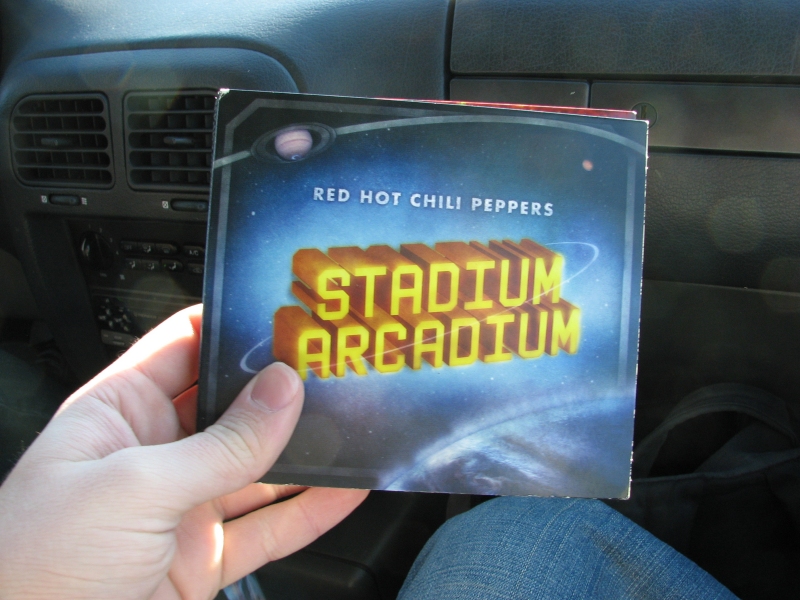 RED HOT CHILI PEPPERS
STADIUM
ARCADIUM